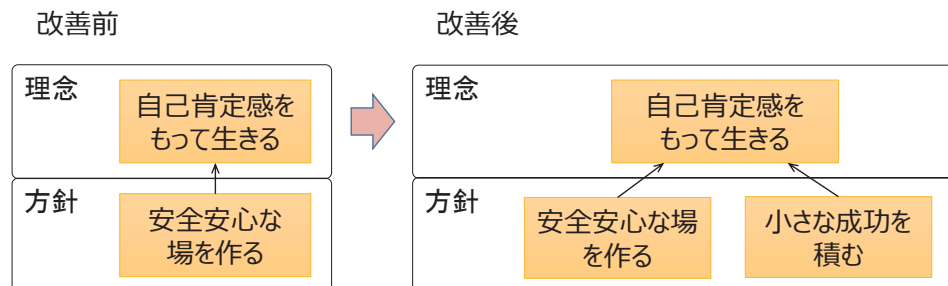 改善前
改善後
理念
自己肯定感を
もって生きる
方針
安全安心な
場を作る
理念
自己肯定感を
もって生きる
方針
安全安心な場
を作る
小さな成功を
積む